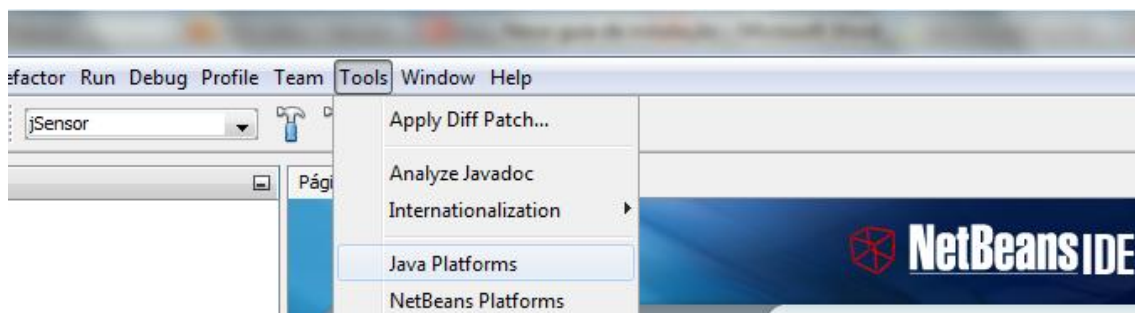 efactor Run Debug Profile Team Tools Window Help
jSensor
Apply Diff Patch...
Analyze Javadoc
Pági
Internationalization
Java Platforms
NetBeans IDE
NetBeans Platforms